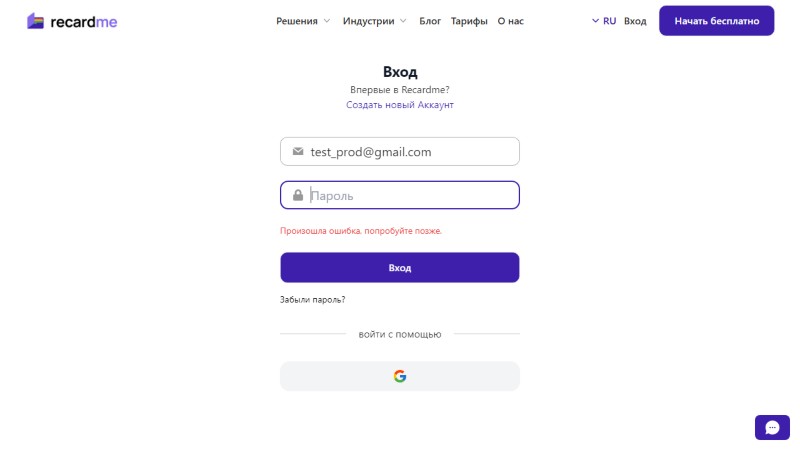 recardme
Решения Индустрии Блог Тарифы О нас
RU Вход Начать бесплатно
Вход
Впервые в Recardme?
Создать новый Аккаунт
test_prod@gmail.com
Пароль
Произошла ошибка, попробуйте позже.
Вход
Забыли пароль?
войти с помощью